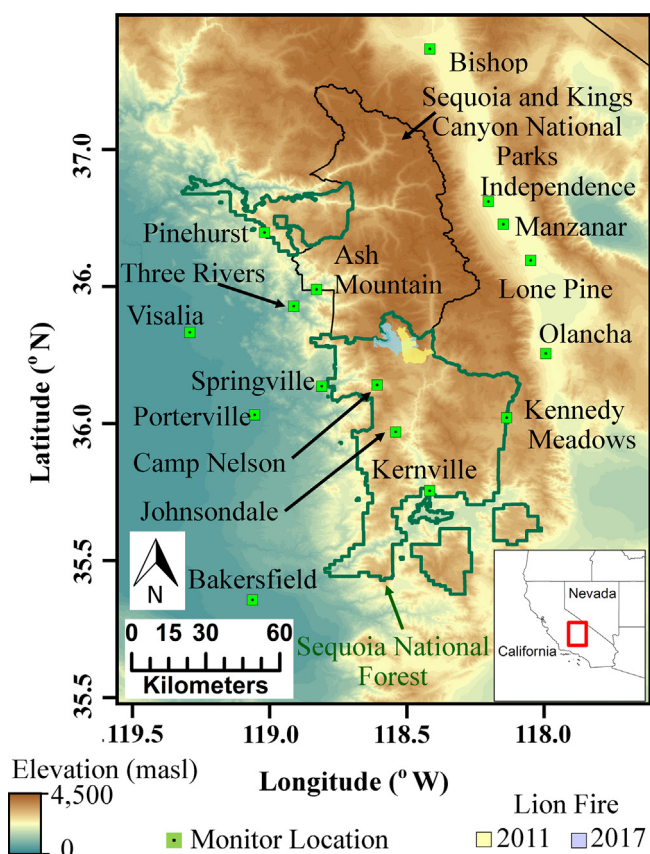 Bishop
Sequoia and Kings
Canyon National
Parks
Independence
Manzanar
Pinehurst
Ash
Mountain
Three Rivers
Lone Pine
Visalia
Olancha
Springville
Porterville
Kennedy
Meadows
Camp Nelson
Kernville
Johnsondale
Bakersfield
N
0 15 30 60
Kilometers
Sequoia National
Forest
Nevada
California
Latitude (° N)
37.0
36.
36.0
35.5
35.5
.119.5 119.0 118.5 118.0
Longitude (° W)
Elevation (masl)
4,500
0
Monitor Location
Lion Fire
2011 2017